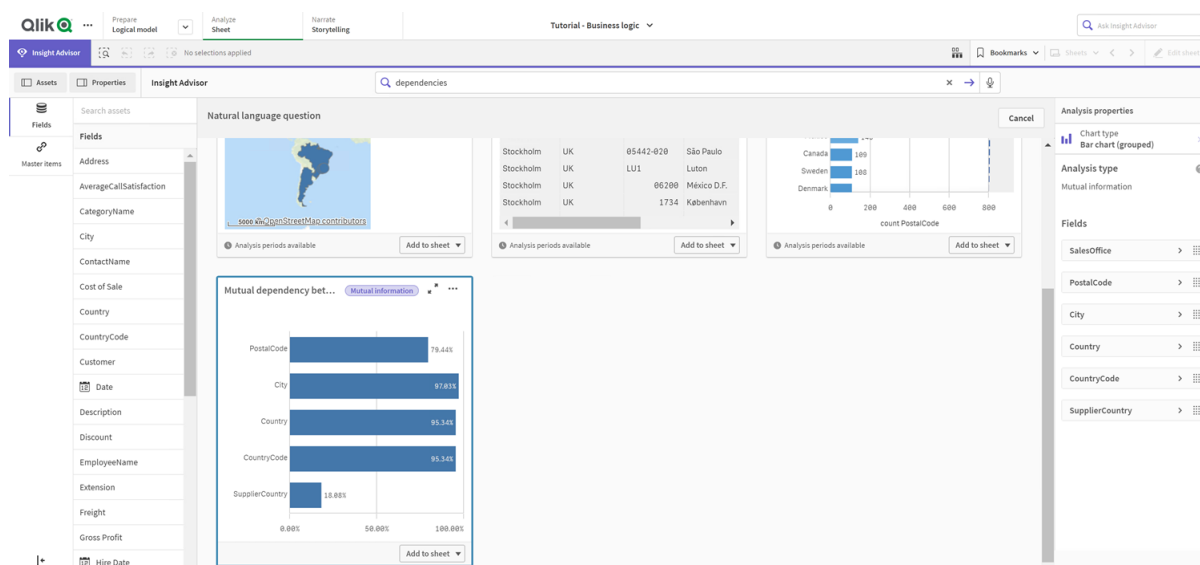 Qlik
Prepare
Logical model
Analyze
Sheet
Narrate
Storytelling
Tutorial - Business logic
Ask Insight Advisor
Insight Advisor
No selections applied
Bookmarks
Sheets
Edit sheet
Assets
Properties
Insight Advisor
dependencies
Fields
Master items
Search assets
Fields
Address
AverageCallSatisfaction
CategoryName
City
ContactName
Cost of Sale
Country
CountryCode
Customer
Date
Description
Discount
EmployeeName
Extension
Freight
Gross Profit
Hire Date
Natural language question
Cancel
5000 km
©OpenStreetMap contributors
Analysis periods available
Add to sheet
Stockholm UK 05442-020 São Paulo
Stockholm UK LU1 Luton
Stockholm UK 06200 México D.F.
Stockholm UK 1734 København
Analysis periods available
Add to sheet
Canada 109
Sweden 108
Denmark
0 200 400 600 800
count PostalCode
Analysis periods available
Add to sheet
Mutual dependency bet...
Mutual information
PostalCode 79.44%
City 97.03%
Country 95.34%
CountryCode 95.34%
SupplierCountry 18.08%
0.00% 50.00% 100.00%
Add to sheet
Analysis properties
Chart type
Bar chart (grouped)
Analysis type
Mutual information
Fields
SalesOffice
PostalCode
City
Country
CountryCode
SupplierCountry